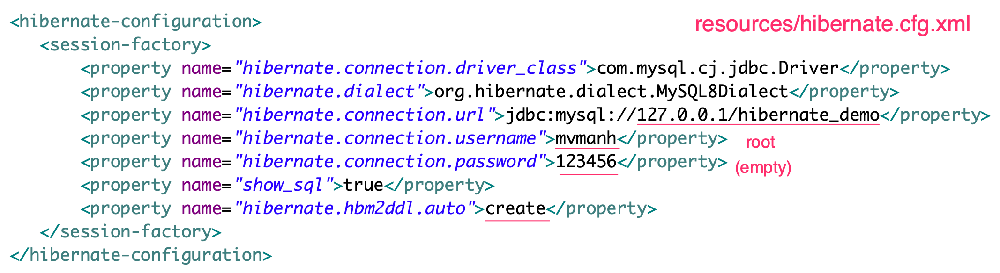 <hibernate-configuration>
resources/hibernate.cfg.xml
<session-factory>
<property name="hibernate.connection.driver_class">com.mysql.cj.jdbc.Driver</property>
<property name="hibernate.dialect">org.hibernate.dialect.MySQL8Dialect</property>
<property name="hibernate.connection.url">jdbc:mysql://127.0.0.1/hibernate_demo</property>
<property name="hibernate.connection.username">mvmanh</property> root
<property name="hibernate.connection.password">123456</property> (empty)
<property name="show_sql">true</property>
<property name="hibernate.hbm2ddl.auto">create</property>
</session-factory>
</hibernate-configuration>